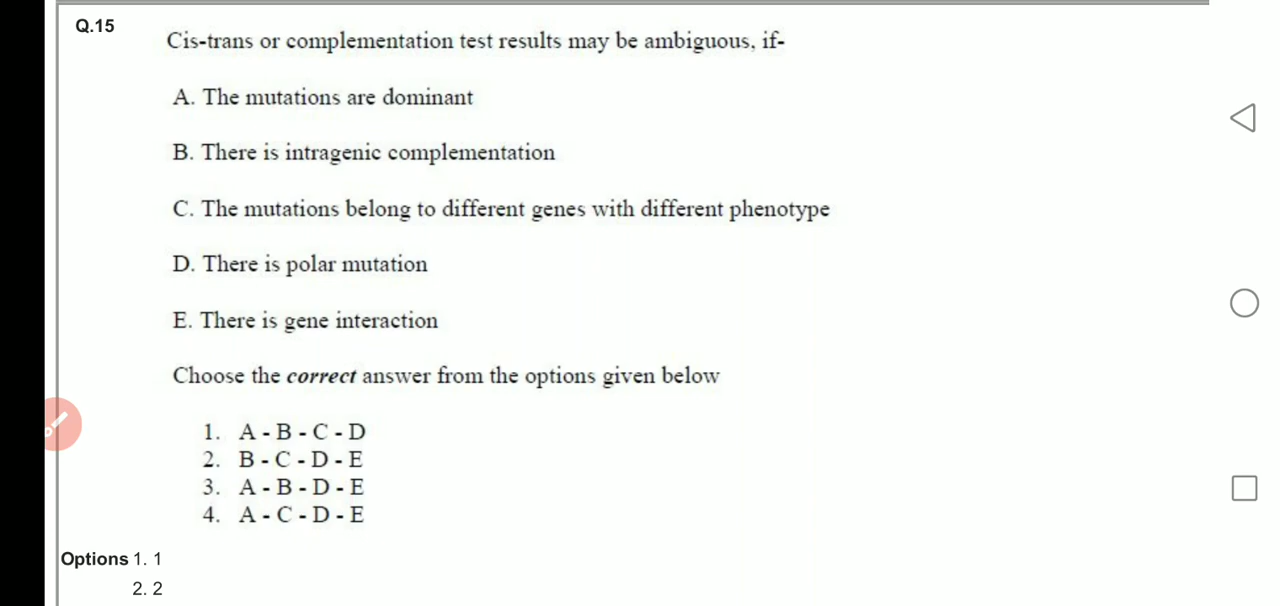 Q.15
Cis-trans or complementation test results may be ambiguous, if-
A. The mutations are dominant
B. There is intragenic complementation
C. The mutations belong to different genes with different phenotype
D. There is polar mutation
E. There is gene interaction
Choose the correct answer from the options given below
1. A - B - C - D
2. B - C - D - E
3. A - B - D - E
4. A - C - D - E
Options 1. 1
2. 2